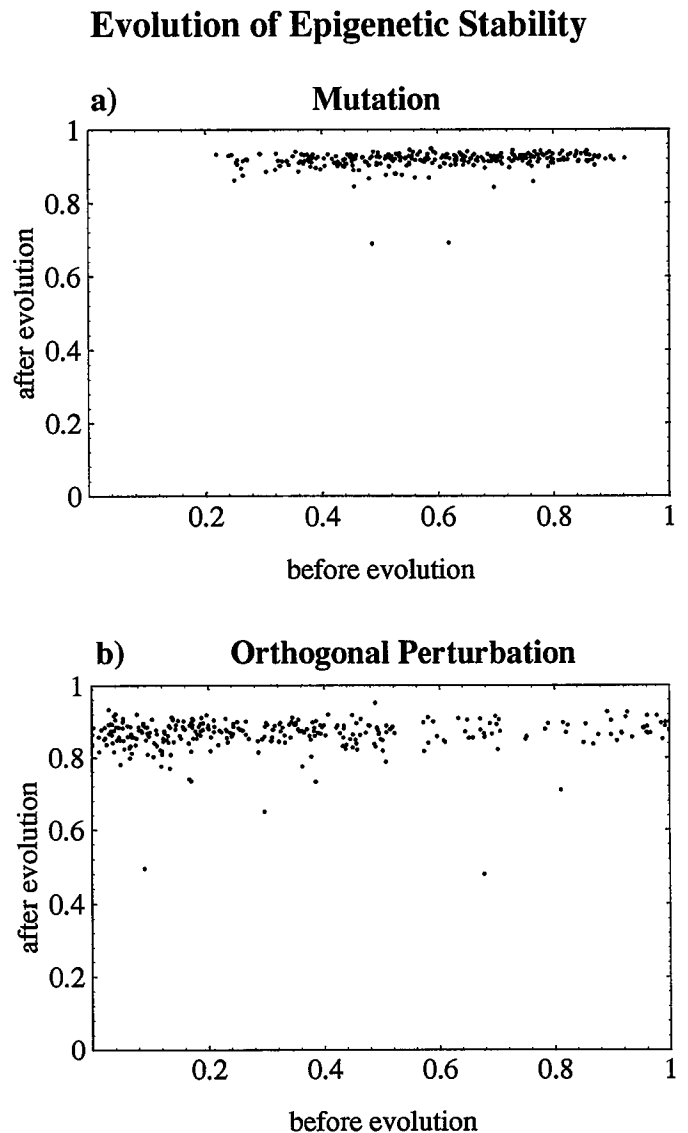 Evolution of Epigenetic Stability
a) Mutation
1
0.8
0.6
0.4
0.2
0
after evolution
0.2 0.4 0.6 0.8 1
before evolution
b) Orthogonal Perturbation
1
0.8
0.6
0.4
0.2
0
after evolution
0.2 0.4 0.6 0.8 1
before evolution